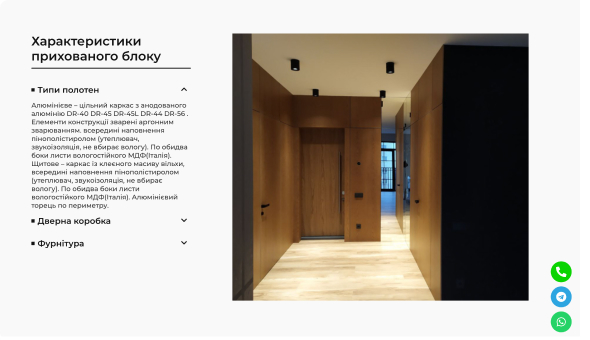 Характеристики
прихованого блоку
Типи полотен
Алюмінієве – цільний каркас з анодованого
алюмінію DR-40 DR-45 DR-45L DR-44 DR-56 .
Елементи конструкції зварені аргонним
зварюванням. всередині наповнення
пінополістиролом (утеплювач,
звукоізоляція, не вбирає вологу). По обидва
боки листи вологостійкого МДФ(Італія).
Щитове – каркас із клеєного масиву вільхи,
всередині наповнення пінополістиролом
(утеплювач, звукоізоляція, не вбирає
вологу). По обидва боки листи
вологостійкого МДФ(Італія). Алюмінієвий
торець по периметру.
Дверна коробка
Фурнітура